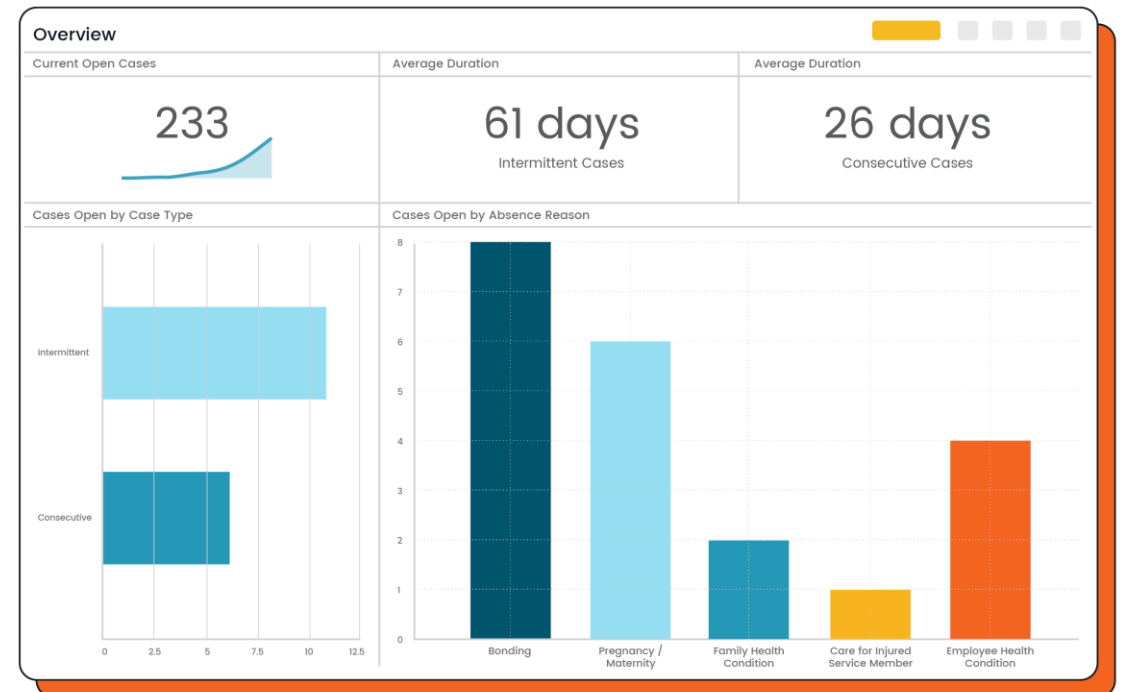 Overview
Current Open Cases
233
Average Duration
61 days
Intermittent Cases
Average Duration
26 days
Consecutive Cases
Cases Open by Case Type
Intermittent
Consecutive
0 2.5 5 7.5 10 12.5
Cases Open by Absence Reason
8
7
6
5
4
3
2
1
0
Bonding
Pregnancy /
Maternity
Family Health
Condition
Care for Injured
Service Member
Employee Health
Condition